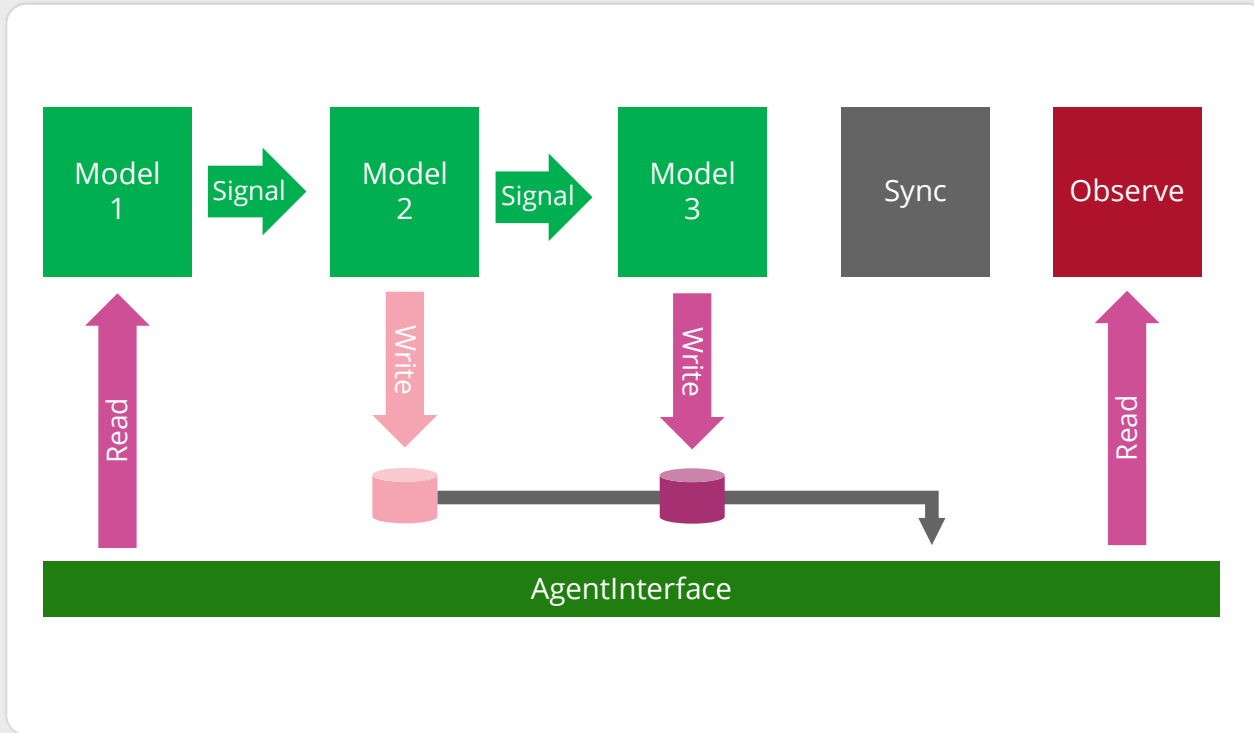 Model
1
Signal
Model
2
Signal
Model
3
Sync
Observe
Read
Write
Write
Read
AgentInterface